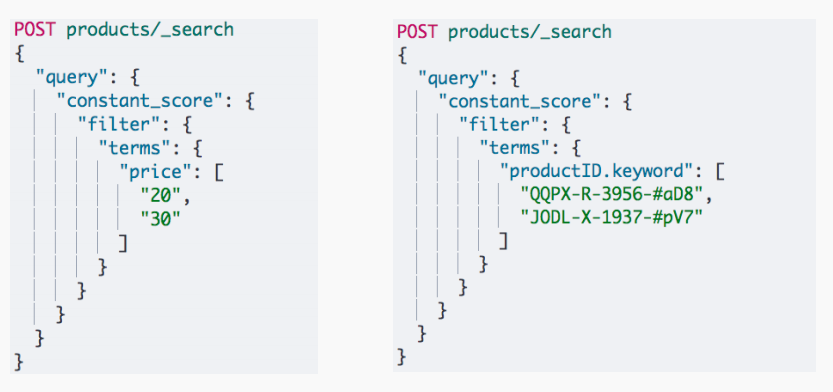 POST products/_search
{
  "query": {
    "constant_score": {
      "filter": {
        "terms": {
          "price": [
            "20",
            "30"
          ]
        }
      }
    }
  }
}
POST products/_search
{
  "query": {
    "constant_score": {
      "filter": {
        "terms": {
          "productID.keyword": [
            "QQPX-R-3956-#aD8",
            "JODL-X-1937-#pV7"
          ]
        }
      }
    }
  }
}